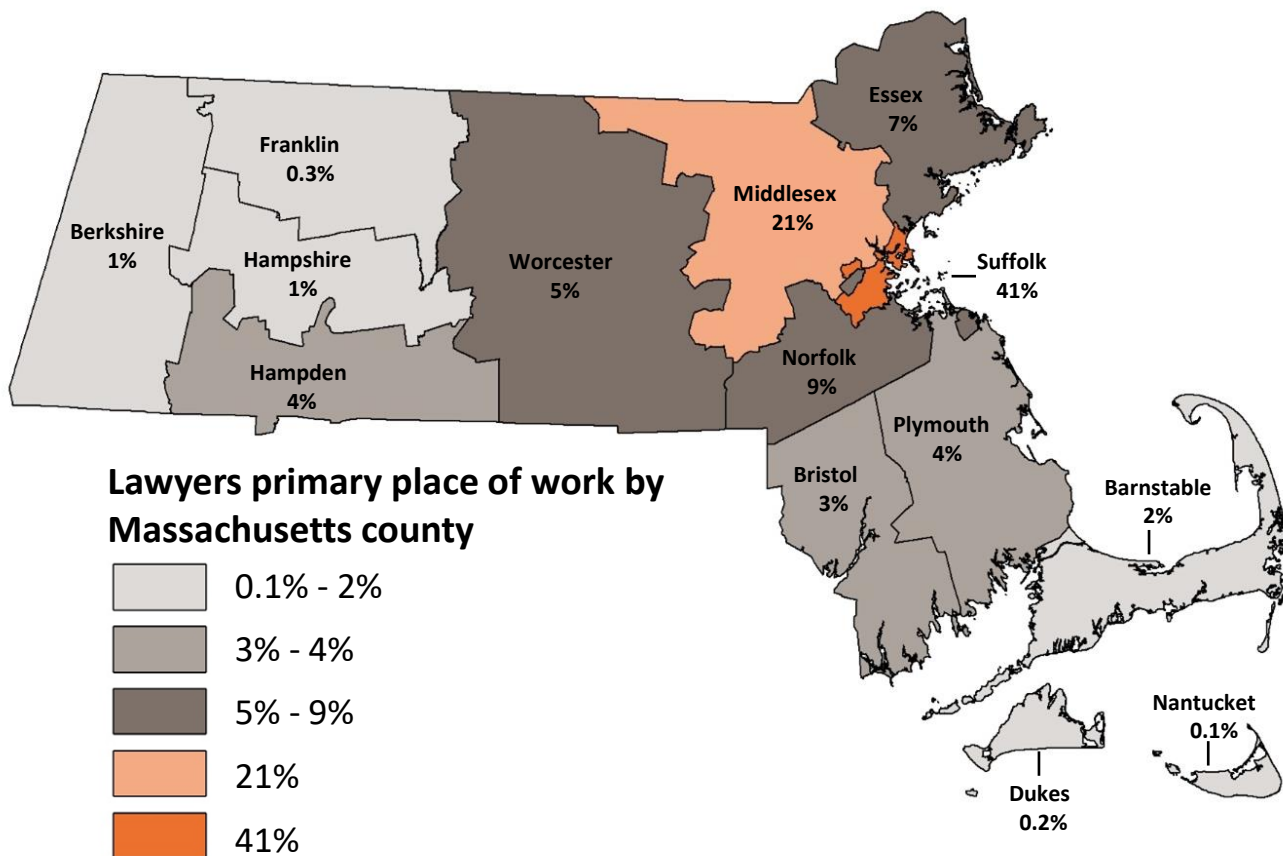 Essex
7%
Franklin
0.3%
Middlesex
21%
Berkshire
1%
Hampshire
1%
Worcester
5%
Suffolk
41%
Hampden
4%
Norfolk
9%
Plymouth
4%
Bristol
3%
Barnstable
2%
Nantucket
0.1%
Dukes
0.2%
Lawyers primary place of work by
Massachusetts county
0.1% - 2%
3% - 4%
5% - 9%
21%
41%